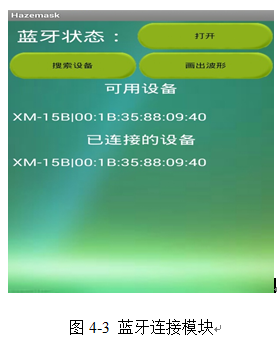 Hazemask
蓝牙状态： 打开
搜索设备 画出波形
可用设备
XM-15B|00:1B:35:88:09:40
已连接的设备
XM-15B|00:1B:35:88:09:40
图 4-3 蓝牙连接模块